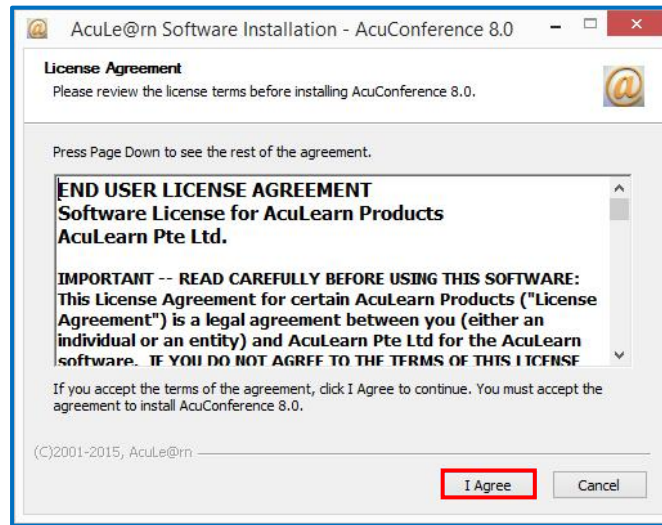 AcuLe@rn Software Installation - AcuConference 8.0
License Agreement
Please review the license terms before installing AcuConference 8.0.
Press Page Down to see the rest of the agreement.
END USER LICENSE AGREEMENT
Software License for AcuLearn Products
AcuLearn Pte Ltd.
IMPORTANT -- READ CAREFULLY BEFORE USING THIS SOFTWARE:
This License Agreement for certain AcuLearn Products ("License
Agreement") is a legal agreement between you (either an
individual or an entity) and AcuLearn Pte Ltd for the AcuLearn
software. IF YOU DO NOT AGREE TO THE TERMS OF THIS LICENSE
If you accept the terms of the agreement, click I Agree to continue. You must accept the
agreement to install AcuConference 8.0.
(C)2001-2015, AcuLe@rn
I Agree
Cancel